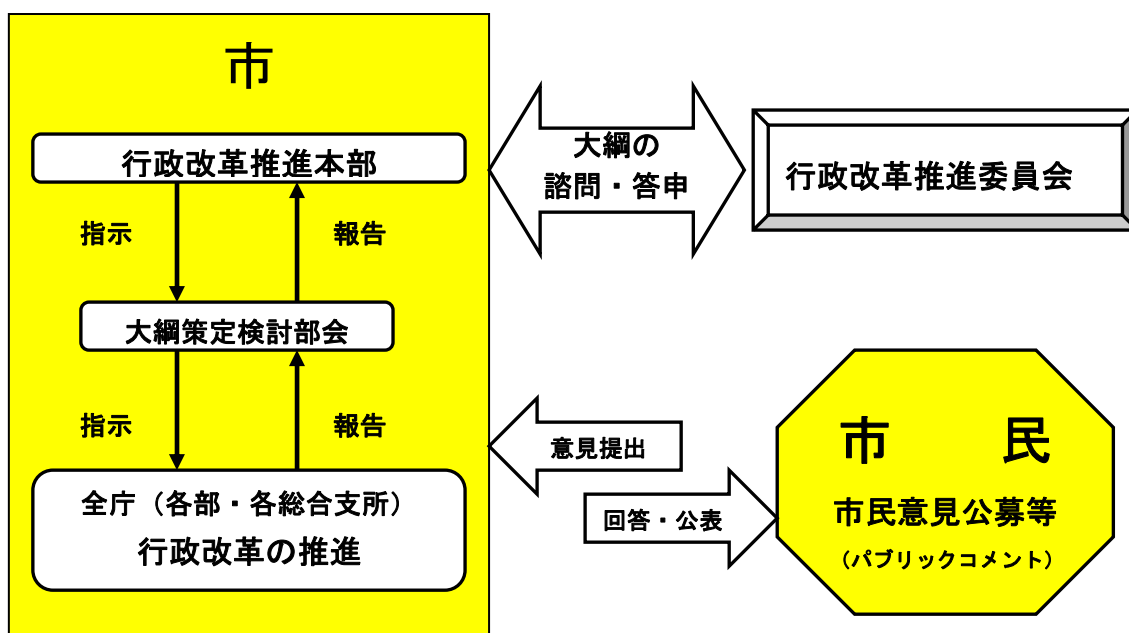 市
行政改革推進本部
指示
報告
大綱策定検討部会
指示
報告
全庁（各部・各総合支所）
行政改革の推進
大綱の
諮問・答申
行政改革推進委員会
意見提出
回答・公表
市　民
市民意見公募等
（パブリックコメント）